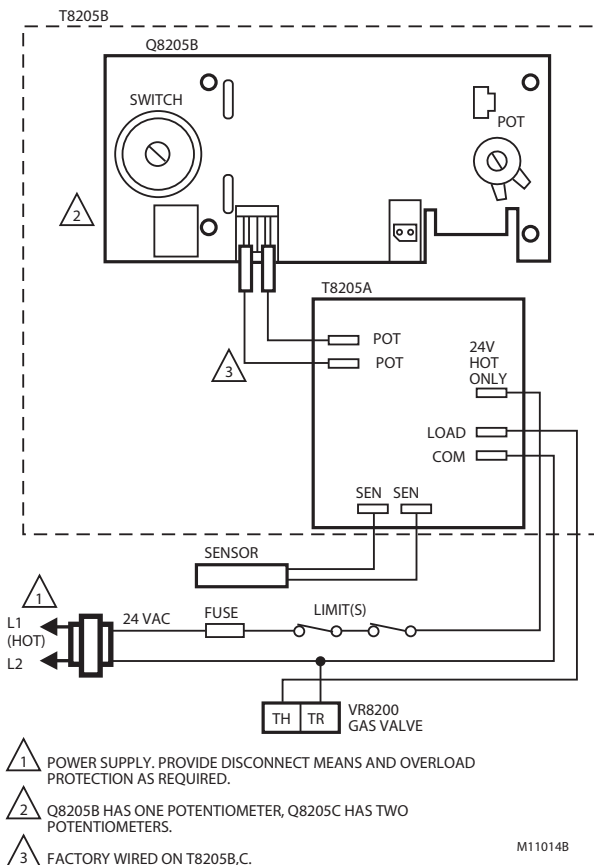 T8205B
Q8205B
SWITCH
POT
2
T8205A
POT
POT
3
24V
HOT
ONLY
LOAD
COM
SEN SEN
SENSOR
1
L1
(HOT)
L2
24 VAC
FUSE
LIMIT(S)
TH TR
VR8200
GAS VALVE
1 POWER SUPPLY. PROVIDE DISCONNECT MEANS AND OVERLOAD
PROTECTION AS REQUIRED.
2 Q8205B HAS ONE POTENTIOMETER, Q8205C HAS TWO
POTENTIOMETERS.
3 FACTORY WIRED ON T8205B,C.
M11014B